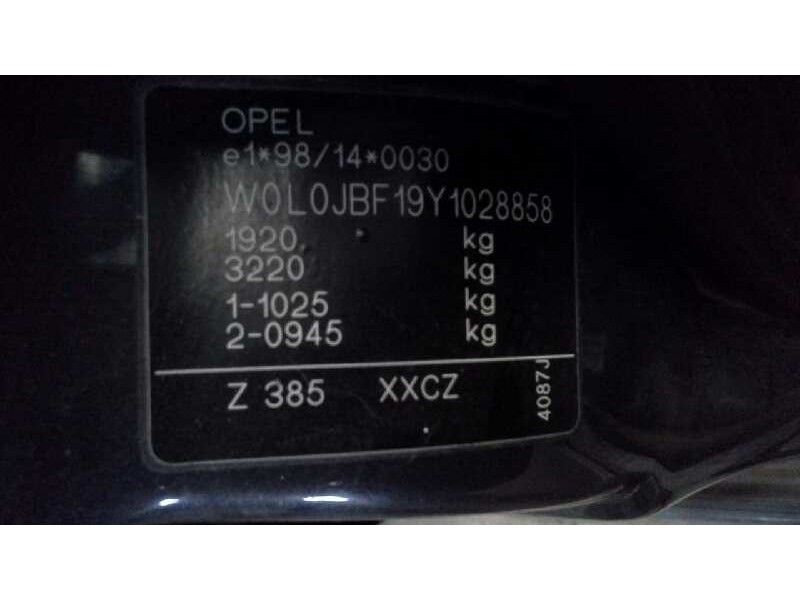 OPEL
e1*98/14*0030
W0L0JBF19Y1028858
1920 kg
3220 kg
1-1025 kg
2-0945 kg
Z 385 XXCZ
4087J